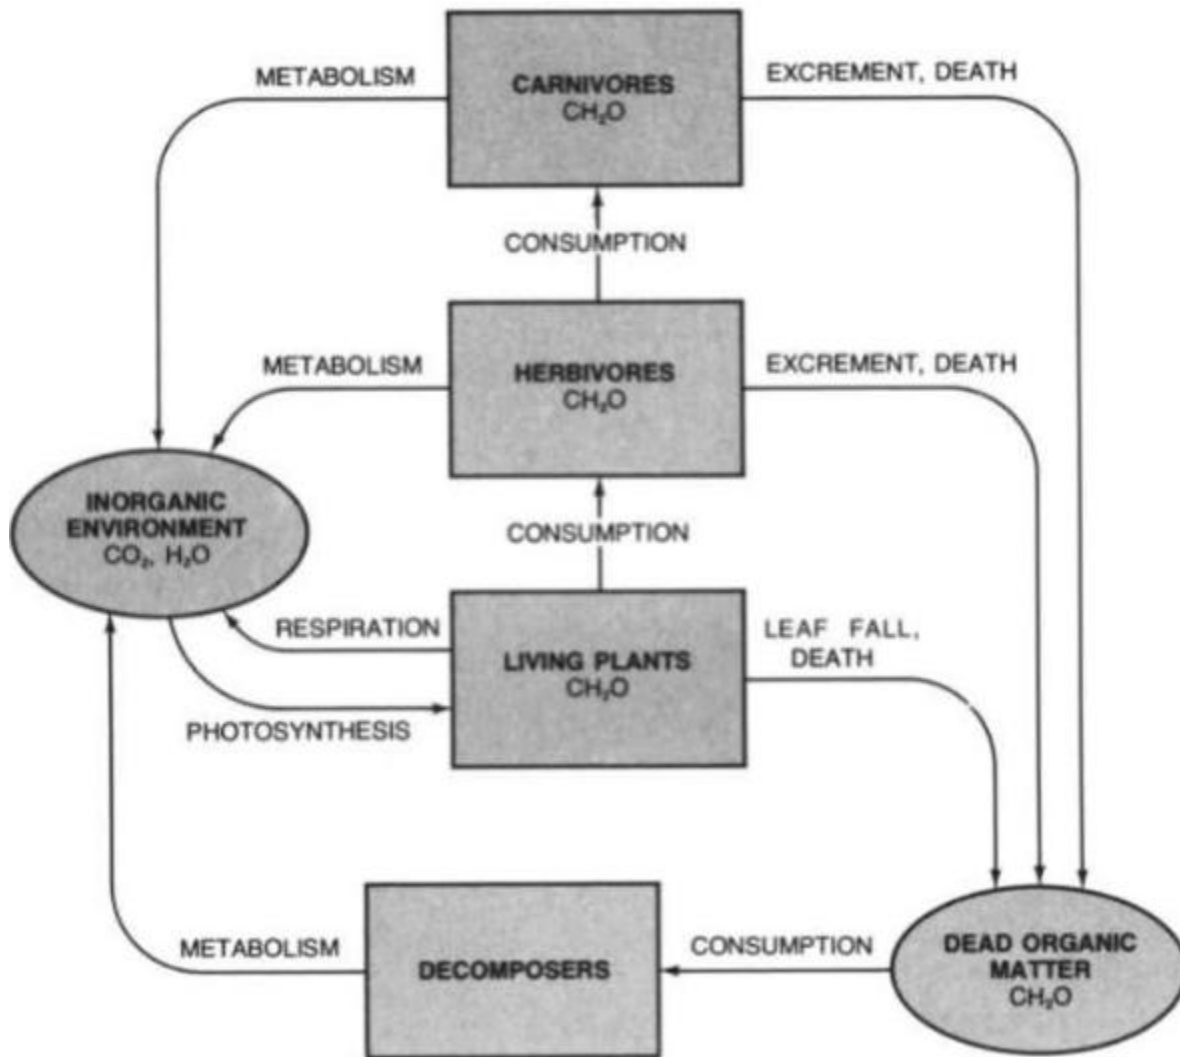 METABOLISM
CARNIVORES
CH₂O
EXCREMENT, DEATH
CONSUMPTION
METABOLISM
HERBIVORES
CH₂O
EXCREMENT, DEATH
INORGANIC
ENVIRONMENT
CO₂, H₂O
CONSUMPTION
RESPIRATION
LIVING PLANTS
CH₂O
LEAF FALL,
DEATH
PHOTOSYNTHESIS
METABOLISM
DECOMPOSERS
CONSUMPTION
DEAD ORGANIC
MATTER
CH₂O